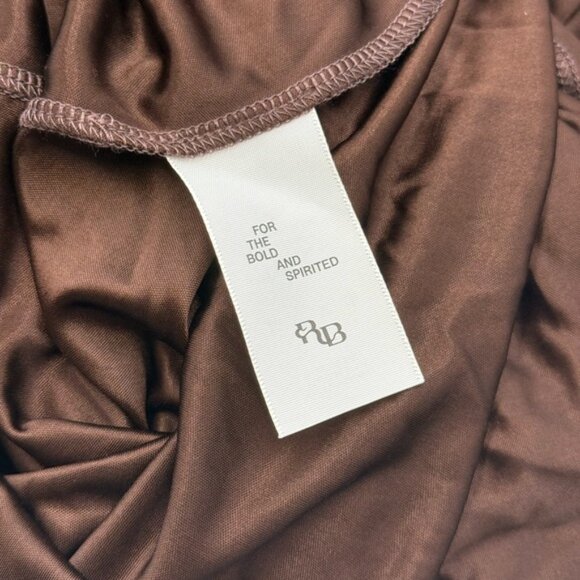 FOR
THE
BOLD
AND
SPIRITED
RB